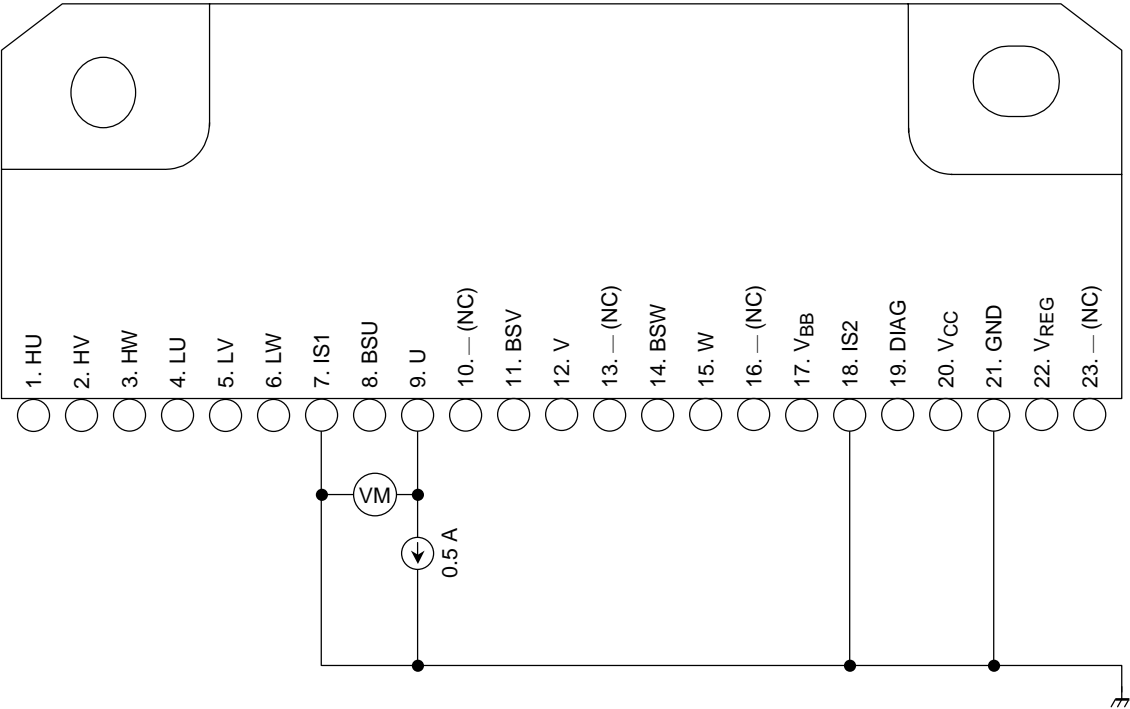 1. HU
2. HV
3. HW
4. LU
5. LV
6. LW
7. IS1
8. BSU
9. U
10. — (NC)
11. BSV
12. V
13. — (NC)
14. BSW
15. W
16. — (NC)
17. VBB
18. IS2
19. DIAG
20. VCC
21. GND
22. VREG
23. — (NC)
VM
0.5 A